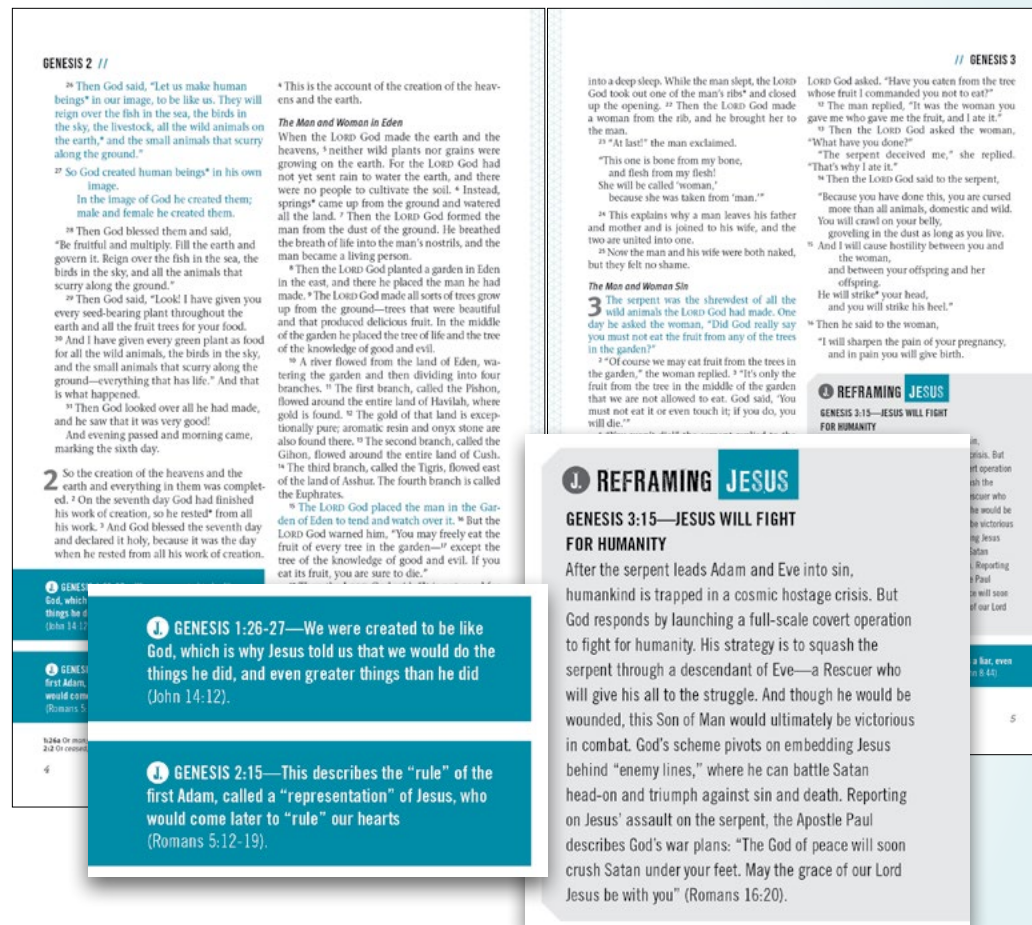 GENESIS 2 //
26 Then God said, “Let us make human
beings* in our image, to be like us. They will
reign over the fish in the sea, the birds in
the sky, the livestock, all the wild animals on
the earth,* and the small animals that scurry
along the ground.”
27 So God created human beings* in his own
image.
In the image of God he created them;
male and female he created them.
28 Then God blessed them and said,
“Be fruitful and multiply. Fill the earth and
govern it. Reign over the fish in the sea, the
birds in the sky, and all the animals that
scurry along the ground.”
29 Then God said, “Look! I have given you
every seed-bearing plant throughout the
earth and all the fruit trees for your food.
30 And I have given every green plant as food
for all the wild animals, the birds in the sky,
and the small animals that scurry along the
ground—everything that has life.” And that
is what happened.
31 Then God looked over all he had made,
and he saw that it was very good!
And evening passed and morning came,
marking the sixth day.
2 So the creation of the heavens and the
earth and everything in them was complet-
ed. 2 On the seventh day God had finished
his work of creation, so he rested* from all
his work. 3 And God blessed the seventh day
and declared it holy, because it was the day
when he rested from all his work of creation.
J. GENESIS
God, which
things he d
(John 14:12
J. GENESI
first Adam,
would com
(Romans 5:
1:26a Or man,
2:2 Or ceased,
4
4 This is the account of the creation of the heav-
ens and the earth.
The Man and Woman in Eden
When the LORD God made the earth and the
heavens, 5 neither wild plants nor grains were
growing on the earth. For the LORD God had
not yet sent rain to water the earth, and there
were no people to cultivate the soil. 6 Instead,
springs* came up from the ground and watered
all the land. 7 Then the LORD God formed the
man from the dust of the ground. He breathed
the breath of life into the man’s nostrils, and the
man became a living person.
8 Then the LORD God planted a garden in Eden
in the east, and there he placed the man he had
made. 9 The LORD God made all sorts of trees grow
up from the ground—trees that were beautiful
and that produced delicious fruit. In the middle
of the garden he placed the tree of life and the tree
of the knowledge of good and evil.
10 A river flowed from the land of Eden, wa-
tering the garden and then dividing into four
branches. 11 The first branch, called the Pishon,
flowed around the entire land of Havilah, where
gold is found. 12 The gold of that land is excep-
tionally pure; aromatic resin and onyx stone are
also found there. 13 The second branch, called the
Gihon, flowed around the entire land of Cush.
14 The third branch, called the Tigris, flowed east
of the land of Asshur. The fourth branch is called
the Euphrates.
15 The LORD God placed the man in the Gar-
den of Eden to tend and watch over it. 16 But the
LORD God warned him, “You may freely eat the
fruit of every tree in the garden— 17 except the
tree of the knowledge of good and evil. If you
eat its fruit, you are sure to die.”
// GENESIS 3
into a deep sleep. While the man slept, the LORD
God took out one of the man’s ribs* and closed
up the opening. 22 Then the LORD God made
a woman from the rib, and he brought her to
the man.
23 “At last!” the man exclaimed.
“This one is bone from my bone,
and flesh from my flesh!
She will be called ‘woman,’
because she was taken from ‘man.’”
24 This explains why a man leaves his father
and mother and is joined to his wife, and the
two are united into one.
25 Now the man and his wife were both naked,
but they felt no shame.
The Man and Woman Sin
3 The serpent was the shrewdest of all the
wild animals the LORD God had made. One
day he asked the woman, “Did God really say
you must not eat the fruit from any of the trees
in the garden?”
2 “Of course we may eat fruit from the trees in
the garden,” the woman replied. 3 “It’s only the
fruit from the tree in the middle of the garden
that we are not allowed to eat. God said, ‘You
must not eat it or even touch it; if you do, you
will die.’”
LORD God asked. “Have you eaten from the tree
whose fruit I commanded you not to eat?”
12 The man replied, “It was the woman you
gave me who gave me the fruit, and I ate it.”
13 Then the LORD God asked the woman,
“What have you done?”
“The serpent deceived me,” she replied.
“That’s why I ate it.”
14 Then the LORD God said to the serpent,
“Because you have done this, you are cursed
more than all animals, domestic and wild.
You will crawl on your belly,
groveling in the dust as long as you live.
15 And I will cause hostility between you and
the woman,
and between your offspring and her
offspring.
He will strike* your head,
and you will strike his heel.”
16 Then he said to the woman,
“I will sharpen the pain of your pregnancy,
and in pain you will give birth.
J. REFRAMING JESUS
GENESIS 3:15—JESUS WILL FIGHT
FOR HUMANITY
in,
crisis. But
ert operation
sh the
scuer who
he would be
be victorious
ng Jesus
Satan
. Reporting
e Paul
ce will soon
of our Lord
a liar, even
hn 8:44)
5
J. GENESIS 1:26-27—We were created to be like
God, which is why Jesus told us that we would do the
things he did, and even greater things than he did
(John 14:12).
J. GENESIS 2:15—This describes the “rule” of the
first Adam, called a “representation” of Jesus, who
would come later to “rule” our hearts
(Romans 5:12-19).
J. REFRAMING JESUS
GENESIS 3:15—JESUS WILL FIGHT
FOR HUMANITY
After the serpent leads Adam and Eve into sin,
humankind is trapped in a cosmic hostage crisis. But
God responds by launching a full-scale covert operation
to fight for humanity. His strategy is to squash the
serpent through a descendant of Eve—a Rescuer who
will give his all to the struggle. And though he would be
wounded, this Son of Man would ultimately be victorious
in combat. God’s scheme pivots on embedding Jesus
behind “enemy lines,” where he can battle Satan
head-on and triumph against sin and death. Reporting
on Jesus’ assault on the serpent, the Apostle Paul
describes God’s war plans: “The God of peace will soon
crush Satan under your feet. May the grace of our Lord
Jesus be with you” (Romans 16:20).